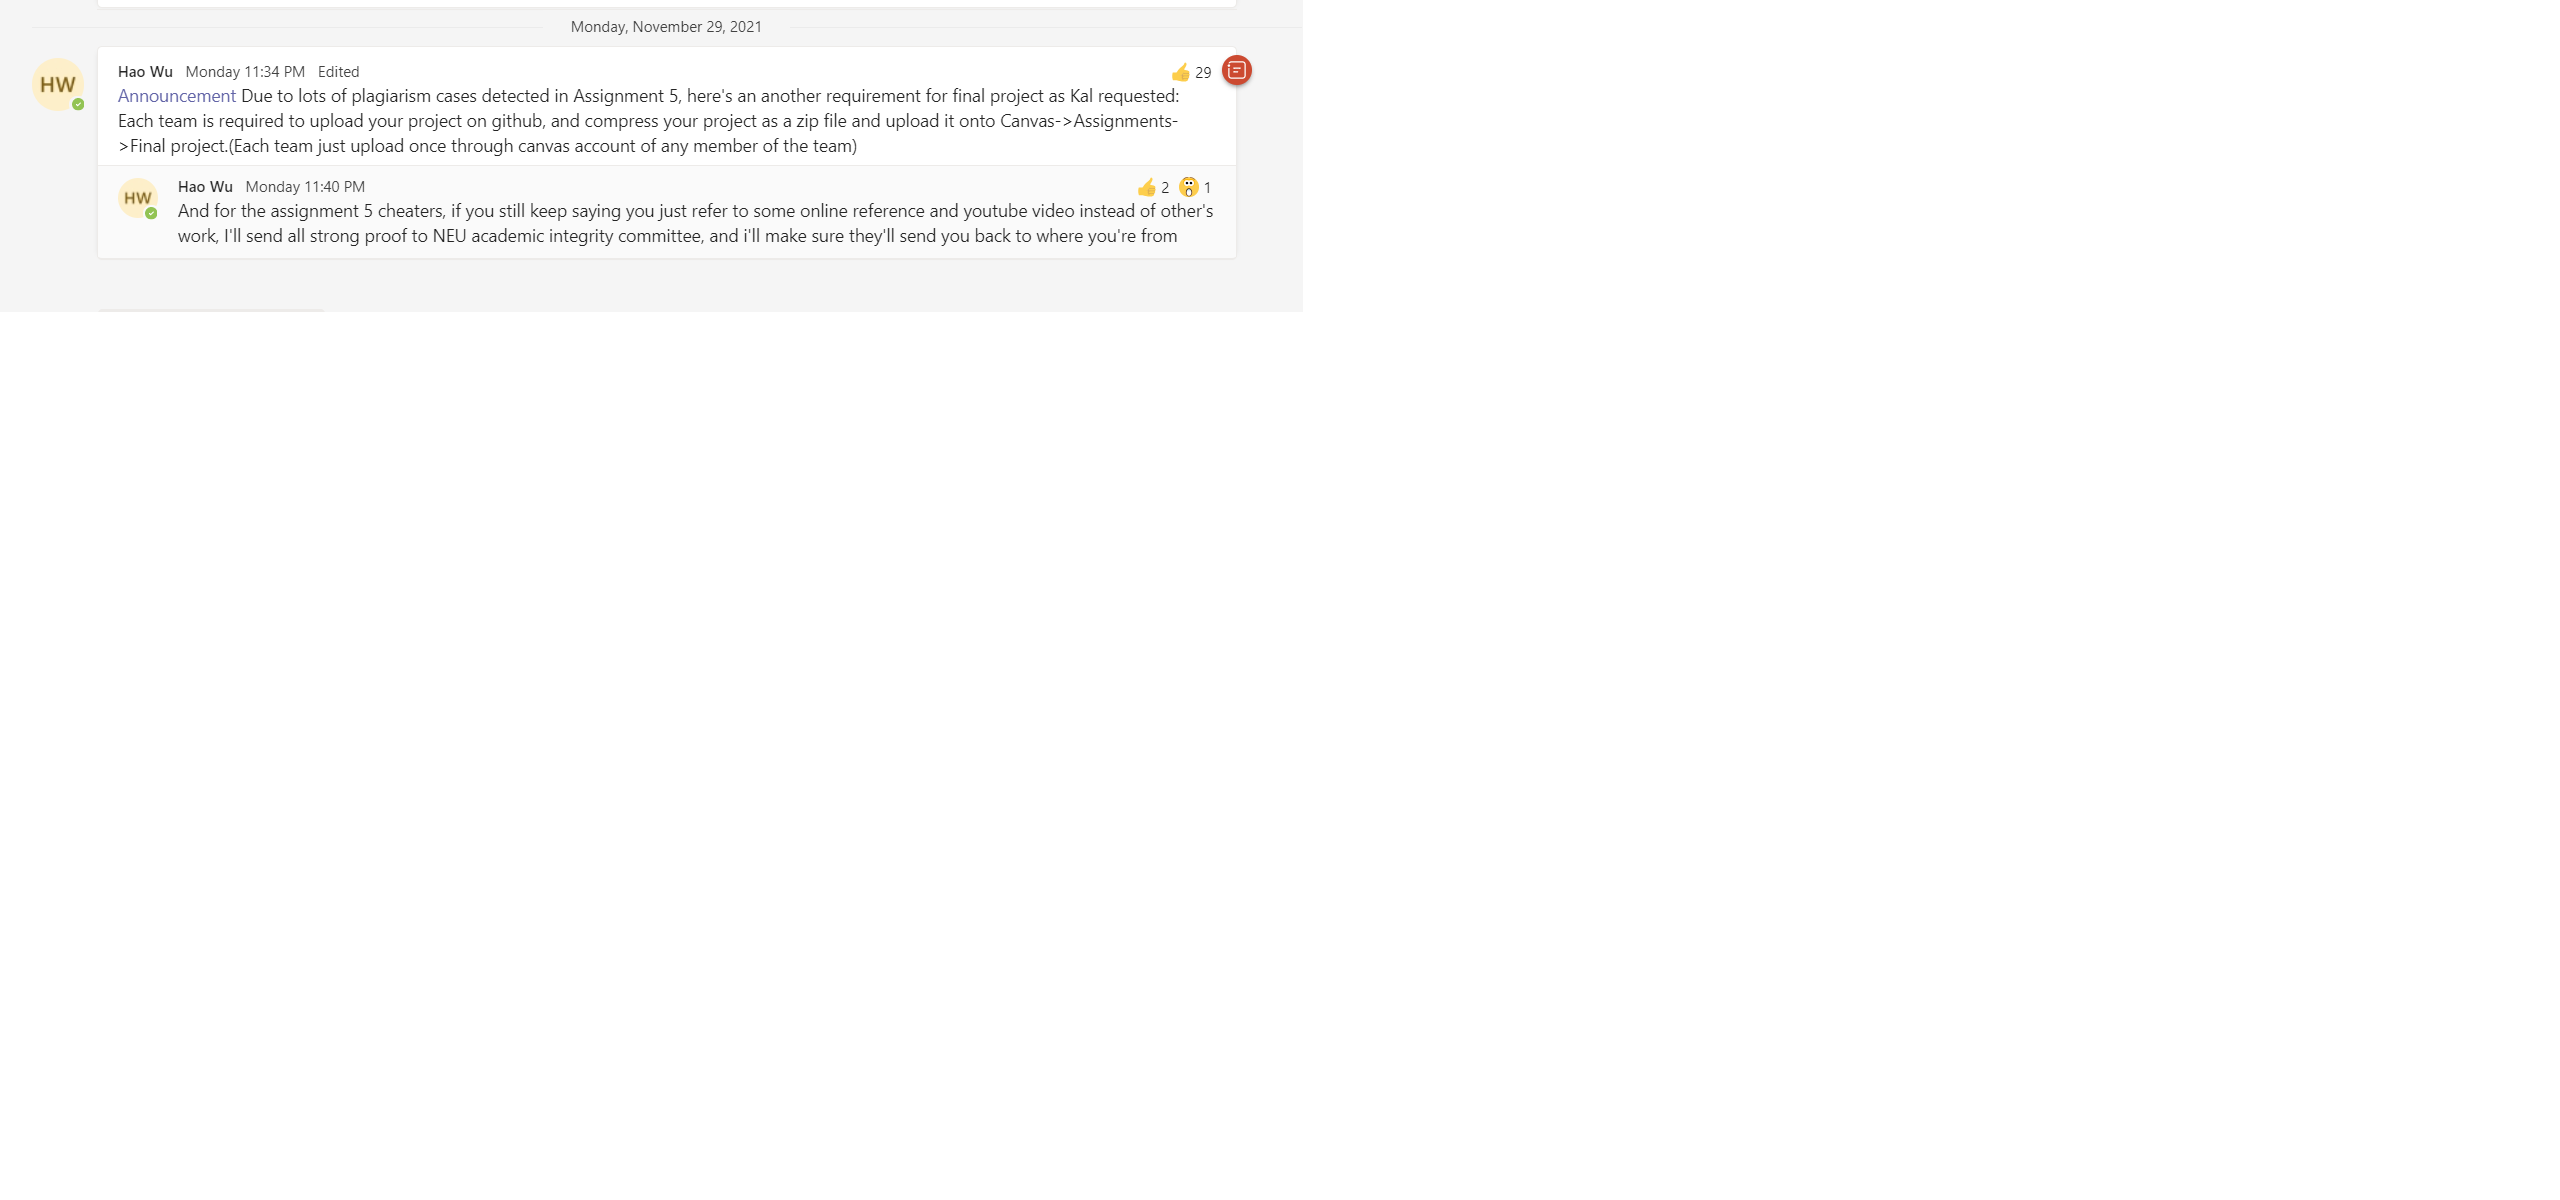 Monday, November 29, 2021
HW
Hao Wu Monday 11:34 PM Edited
29
Announcement Due to lots of plagiarism cases detected in Assignment 5, here's an another requirement for final project as Kal requested:
Each team is required to upload your project on github, and compress your project as a zip file and upload it onto Canvas->Assignments-
>Final project.(Each team just upload once through canvas account of any member of the team)
HW
Hao Wu Monday 11:40 PM
2 1
And for the assignment 5 cheaters, if you still keep saying you just refer to some online reference and youtube video instead of other's
work, I'll send all strong proof to NEU academic integrity committee, and i'll make sure they'll send you back to where you're from